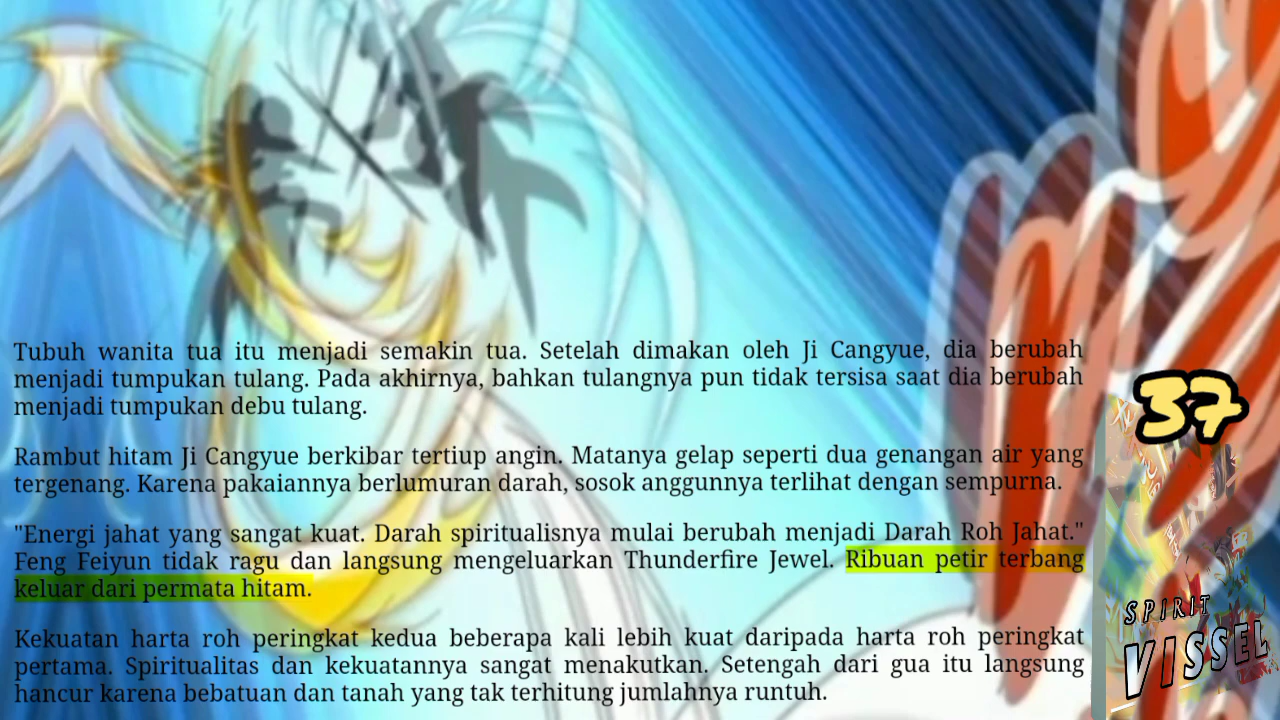 Tubuh wanita tua itu menjadi semakin tua. Setelah dimakan oleh Ji Cangyue, dia berubah
menjadi tumpukan tulang. Pada akhirnya, bahkan tulangnya pun tidak tersisa saat dia berubah
menjadi tumpukan debu tulang.
Rambut hitam Ji Cangyue berkibar tertiup angin. Matanya gelap seperti dua genangan air yang
tergenang. Karena pakaiannya berlumuran darah, sosok anggunnya terlihat dengan sempurna.
"Energi jahat yang sangat kuat. Darah spiritualisnya mulai berubah menjadi Darah Roh Jahat."
Feng Feiyun tidak ragu dan langsung mengeluarkan Thunderfire Jewel. Ribuan petir terbang
keluar dari permata hitam.
Kekuatan harta roh peringkat kedua beberapa kali lebih kuat daripada harta roh peringkat
pertama. Spiritualitas dan kekuatannya sangat menakutkan. Setengah dari gua itu langsung
hancur karena bebatuan dan tanah yang tak terhitung jumlahnya runtuh.
37
SPIRIT
VISSEL